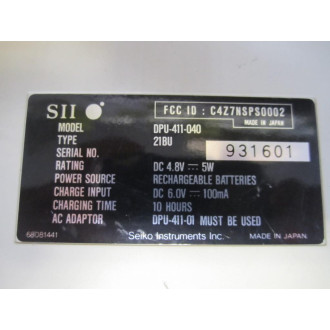 SII
FCC ID : C4Z7NSPS0002
MADE IN JAPAN
MODEL DPU-411-040
TYPE 21BU
SERIAL NO. 931601
RATING DC 4.8V ⎓ 5W
POWER SOURCE RECHARGEABLE BATTERIES
CHARGE INPUT DC 6.0V ⎓ 100mA
CHARGING TIME 10 HOURS
AC ADAPTOR DPU-411-01 MUST BE USED
68081441 Seiko Instruments Inc. MADE IN JAPAN